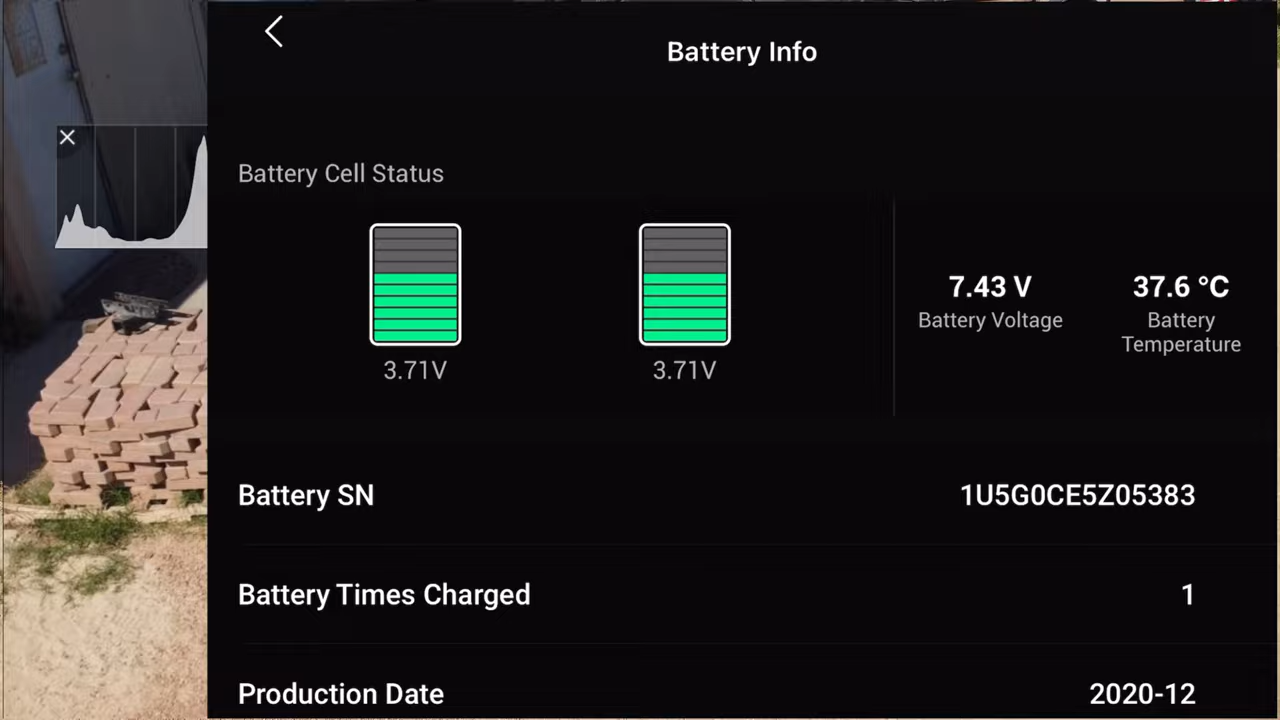 Battery Info
Battery Cell Status
3.71V
3.71V
7.43 V
Battery Voltage
37.6 °C
Battery
Temperature
Battery SN 1U5G0CE5Z05383
Battery Times Charged 1
Production Date 2020-12